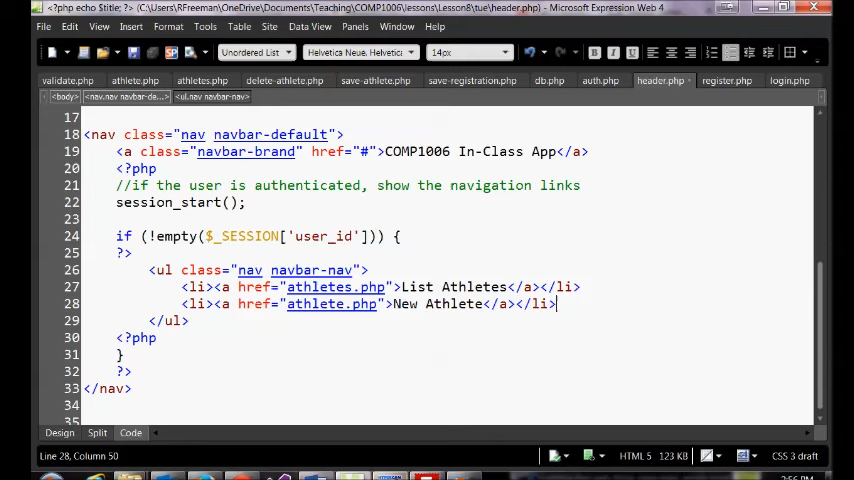 <?php echo $title; ?> (C:\Users\RFreeman\OneDrive\Documents\Teaching\COMP1006\lessons\Lesson8\tue\header.php) - Microsoft Expression Web 4
File Edit View Insert Format Tools Table Site Data View Panels Window Help
Unordered List Helvetica Neue, Helvetica 14px B I U
validate.php athlete.php athletes.php delete-athlete.php save-athlete.php save-registration.php db.php auth.php header.php register.php login.php
<body> <nav.nav navbar-de...> <ul.nav navbar-nav>
17
18 <nav class="nav navbar-default">
19 <a class="navbar-brand" href="#">COMP1006 In-Class App</a>
20 <?php
21 //if the user is authenticated, show the navigation links
22 session_start();
23
24 if (!empty($_SESSION['user_id'])) {
25 ?>
26 <ul class="nav navbar-nav">
27 <li><a href="athletes.php">List Athletes</a></li>
28 <li><a href="athlete.php">New Athlete</a></li>
29 </ul>
30 <?php
31 }
32 ?>
33 </nav>
34
35
Design Split Code
Line 28, Column 50 HTML 5 123 KB CSS 3 draft
2:56 PM